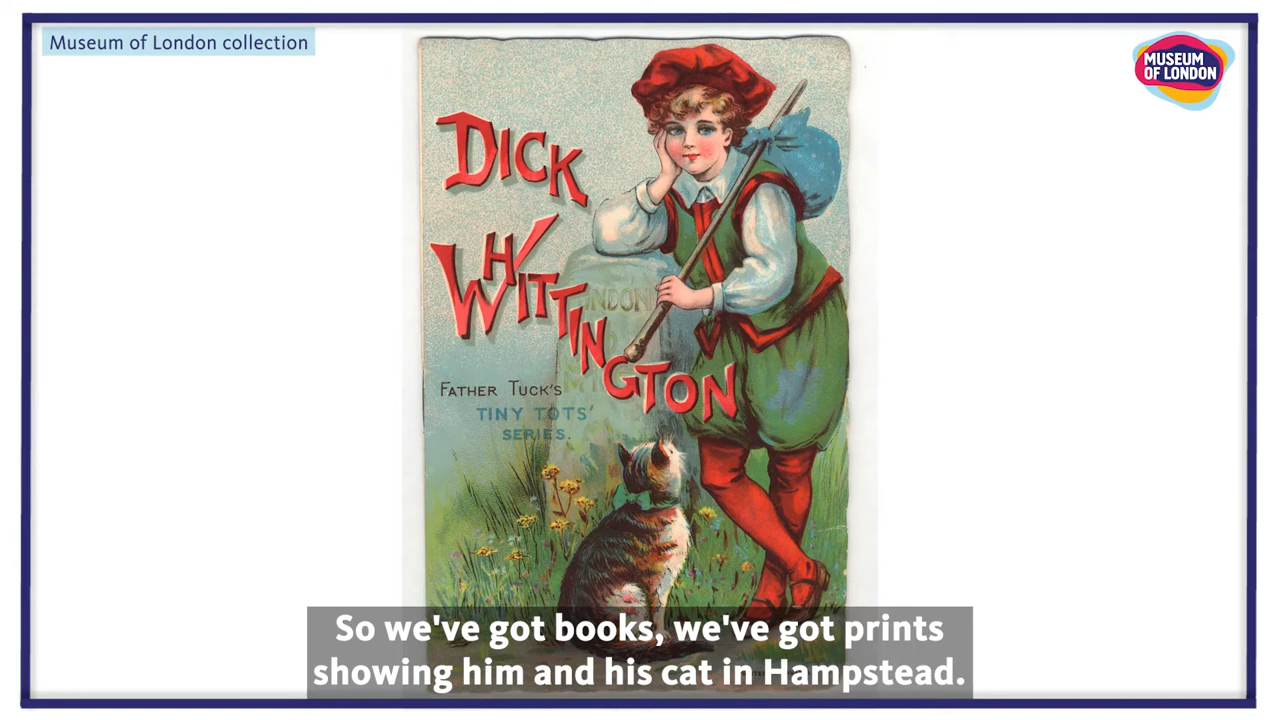 Museum of London collection
MUSEUM
OF LONDON
DICK
WHITTINGTON
NDON
FATHER TUCK'S
TINY TOTS'
SERIES.
So we've got books, we've got prints
showing him and his cat in Hampstead.